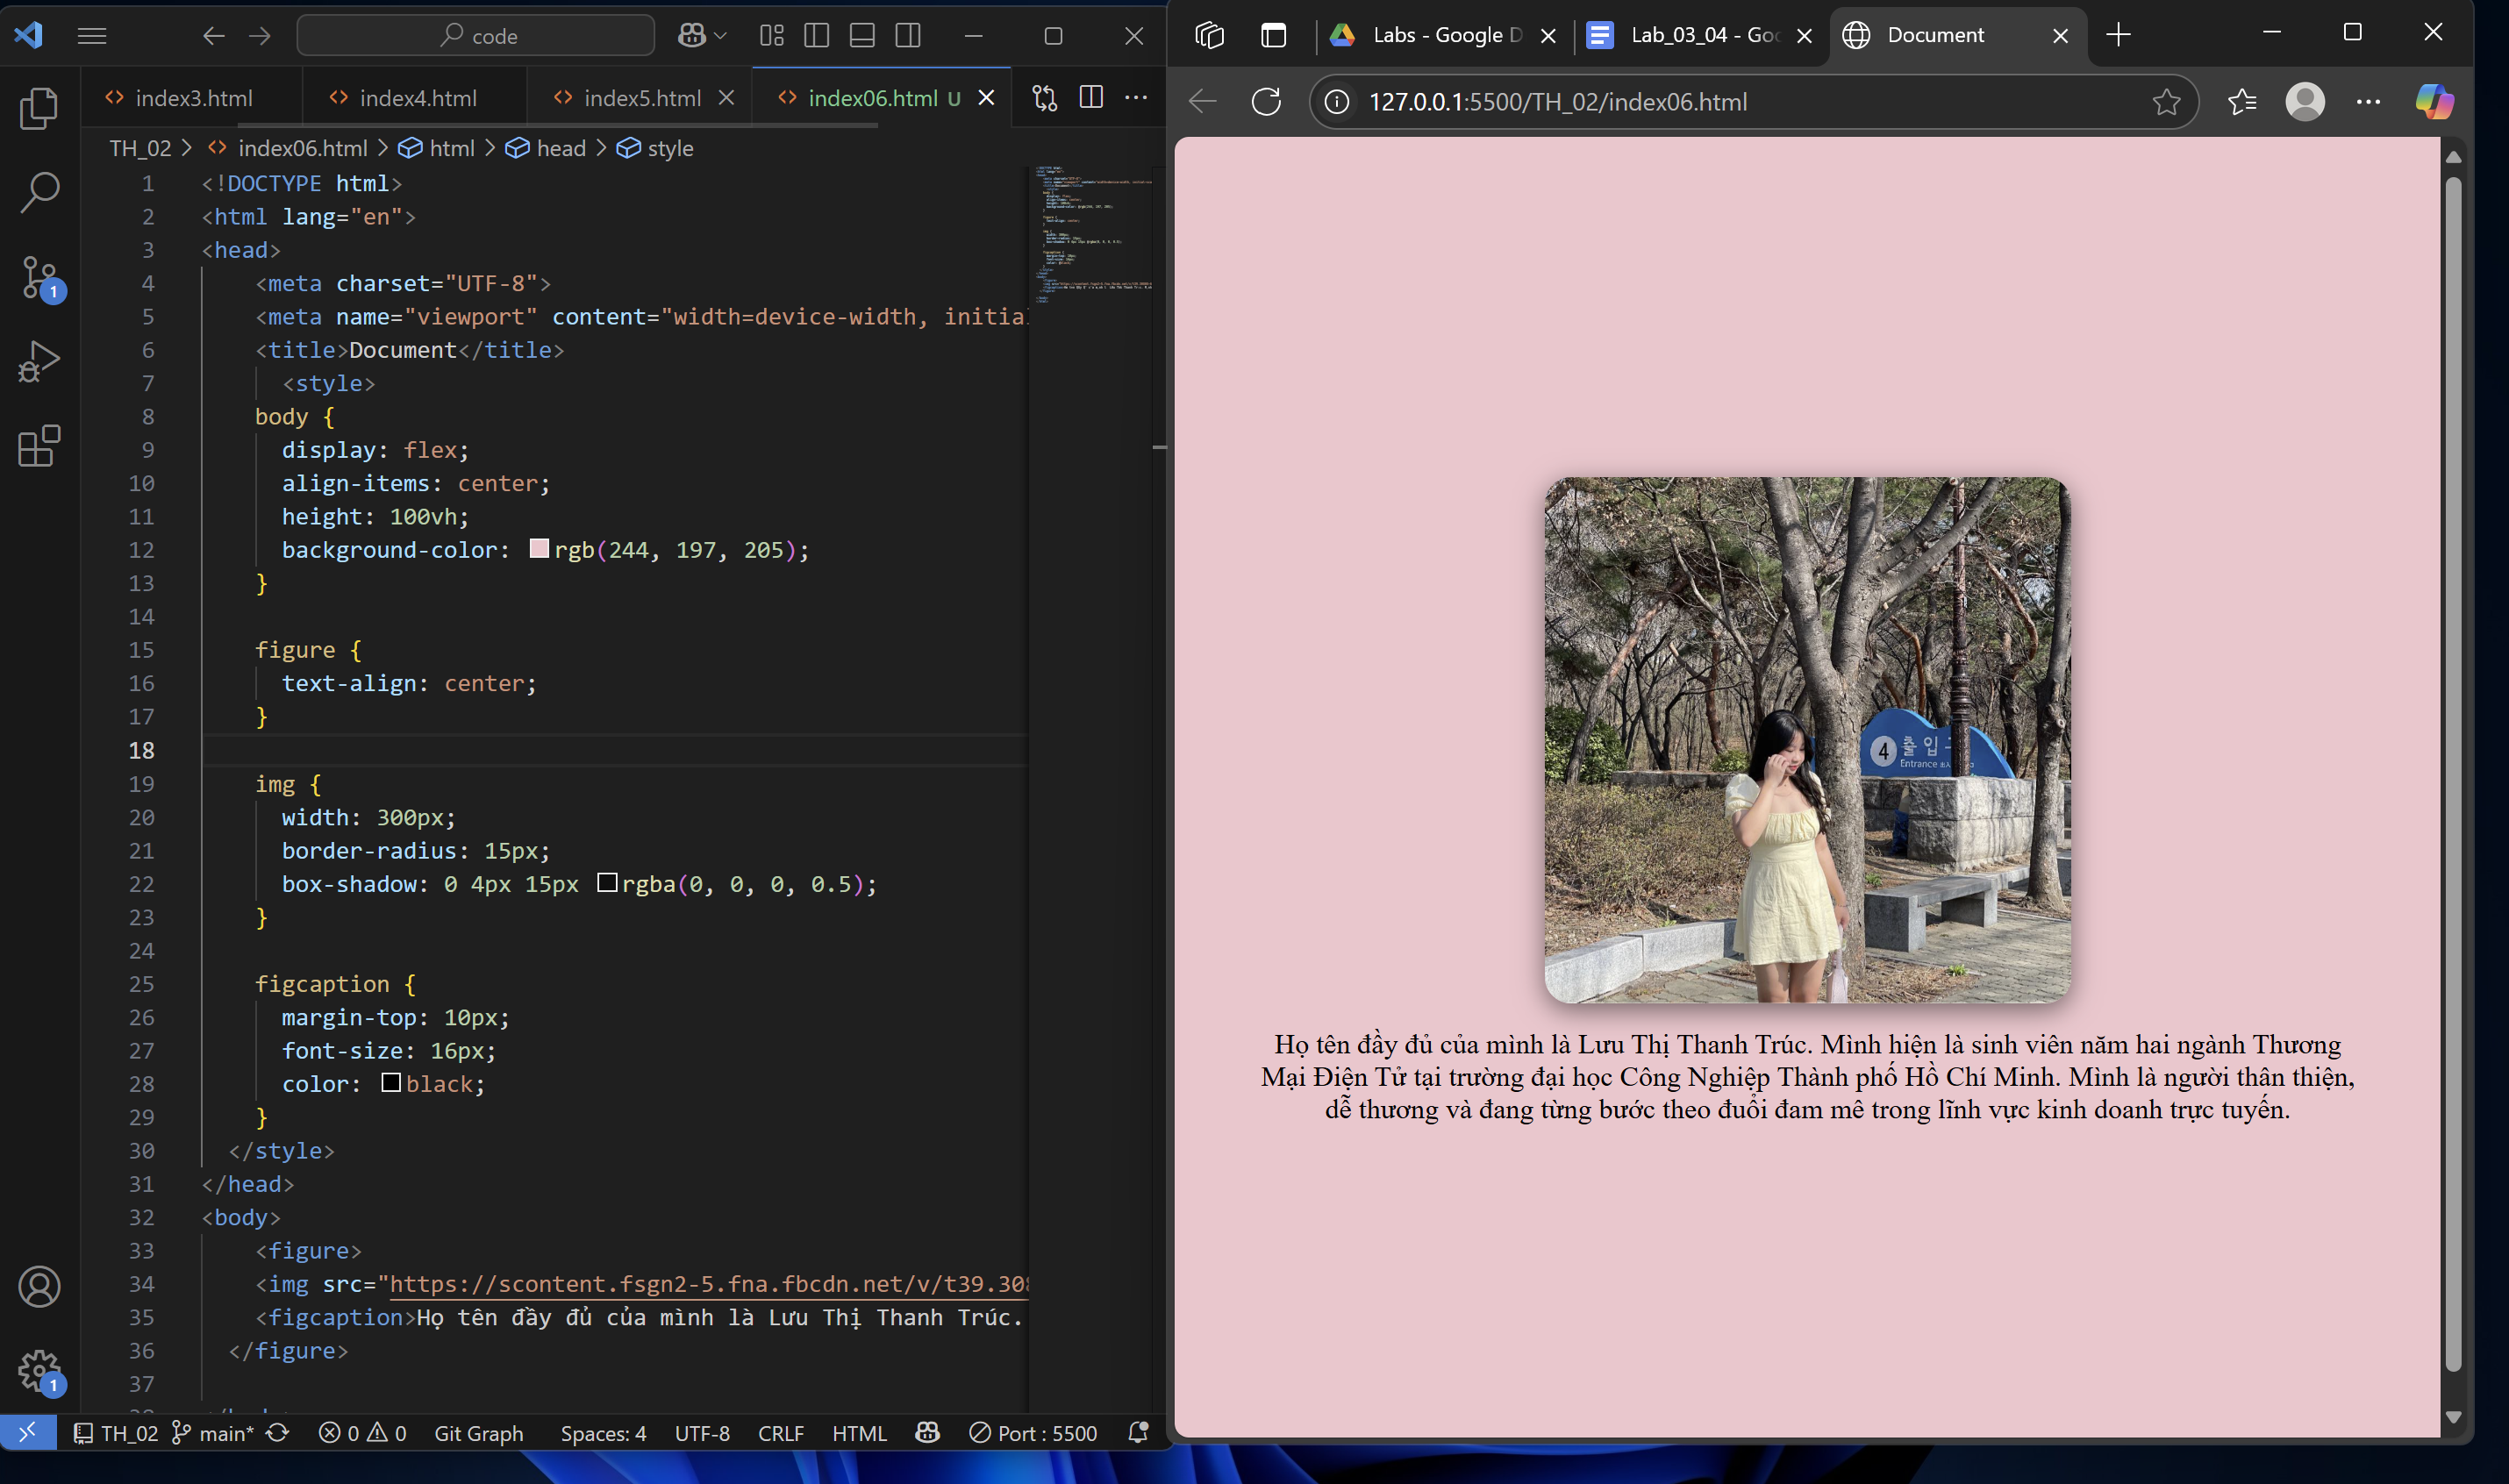 code
index3.html
index4.html
index5.html
index06.html U
TH_02 > index06.html > html > head > style
1 <!DOCTYPE html>
2 <html lang="en">
3 <head>
4 <meta charset="UTF-8">
5 <meta name="viewport" content="width=device-width, initial
6 <title>Document</title>
7 <style>
8 body {
9 display: flex;
10 align-items: center;
11 height: 100vh;
12 background-color: rgb(244, 197, 205);
13 }
14
15 figure {
16 text-align: center;
17 }
18
19 img {
20 width: 300px;
21 border-radius: 15px;
22 box-shadow: 0 4px 15px rgba(0, 0, 0, 0.5);
23 }
24
25 figcaption {
26 margin-top: 10px;
27 font-size: 16px;
28 color: black;
29 }
30 </style>
31 </head>
32 <body>
33 <figure>
34 <img src="https://scontent.fsgn2-5.fna.fbcdn.net/v/t39.308
35 <figcaption>Họ tên đầy đủ của mình là Lưu Thị Thanh Trúc.
36 </figure>
37
1
1
TH_02 main* 0 0 Git Graph Spaces: 4 UTF-8 CRLF HTML Port : 5500
Labs - Google D
Lab_03_04 - Goo
Document
127.0.0.1:5500/TH_02/index06.html
4 출입
Entrance
Họ tên đầy đủ của mình là Lưu Thị Thanh Trúc. Mình hiện là sinh viên năm hai ngành Thương
Mại Điện Tử tại trường đại học Công Nghiệp Thành phố Hồ Chí Minh. Mình là người thân thiện,
dễ thương và đang từng bước theo đuổi đam mê trong lĩnh vực kinh doanh trực tuyến.